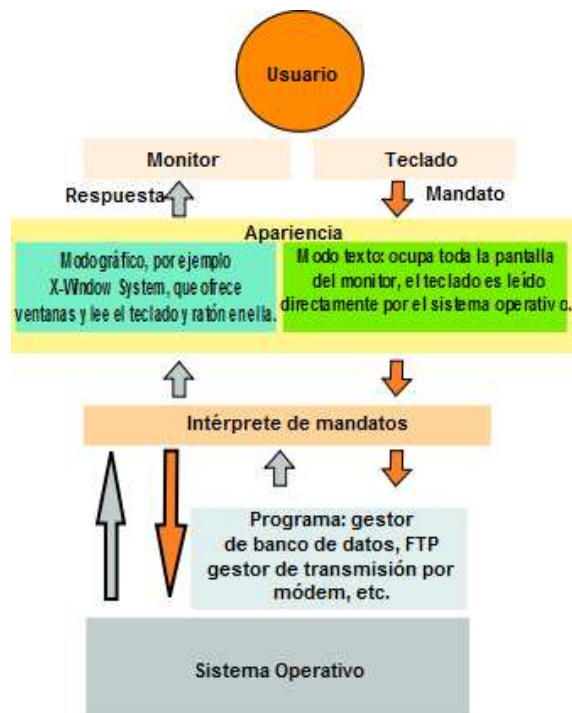 Usuario
Monitor
Teclado
Respuesta
Mandato
Apariencia
Modo gráfico, por ejemplo
X-Window System, que ofrece
ventanas y lee el teclado y ratón en ella.
Modo texto: ocupa toda la pantalla
del monitor, el teclado es leído
directamente por el sistema operativo.
Intérprete de mandatos
Programa: gestor
de banco de datos, FTP
gestor de transmisión por
módem, etc.
Sistema Operativo